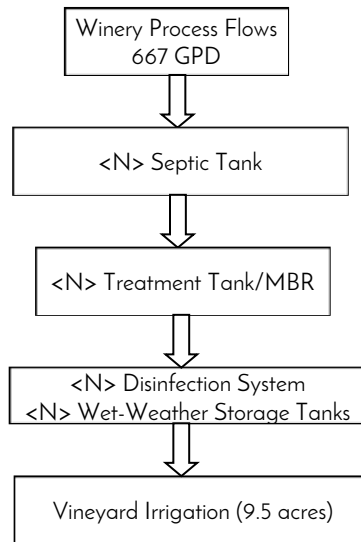 Winery Process Flows
667 GPD
<N> Septic Tank
<N> Treatment Tank/MBR
<N> Disinfection System
<N> Wet-Weather Storage Tanks
Vineyard Irrigation (9.5 acres)